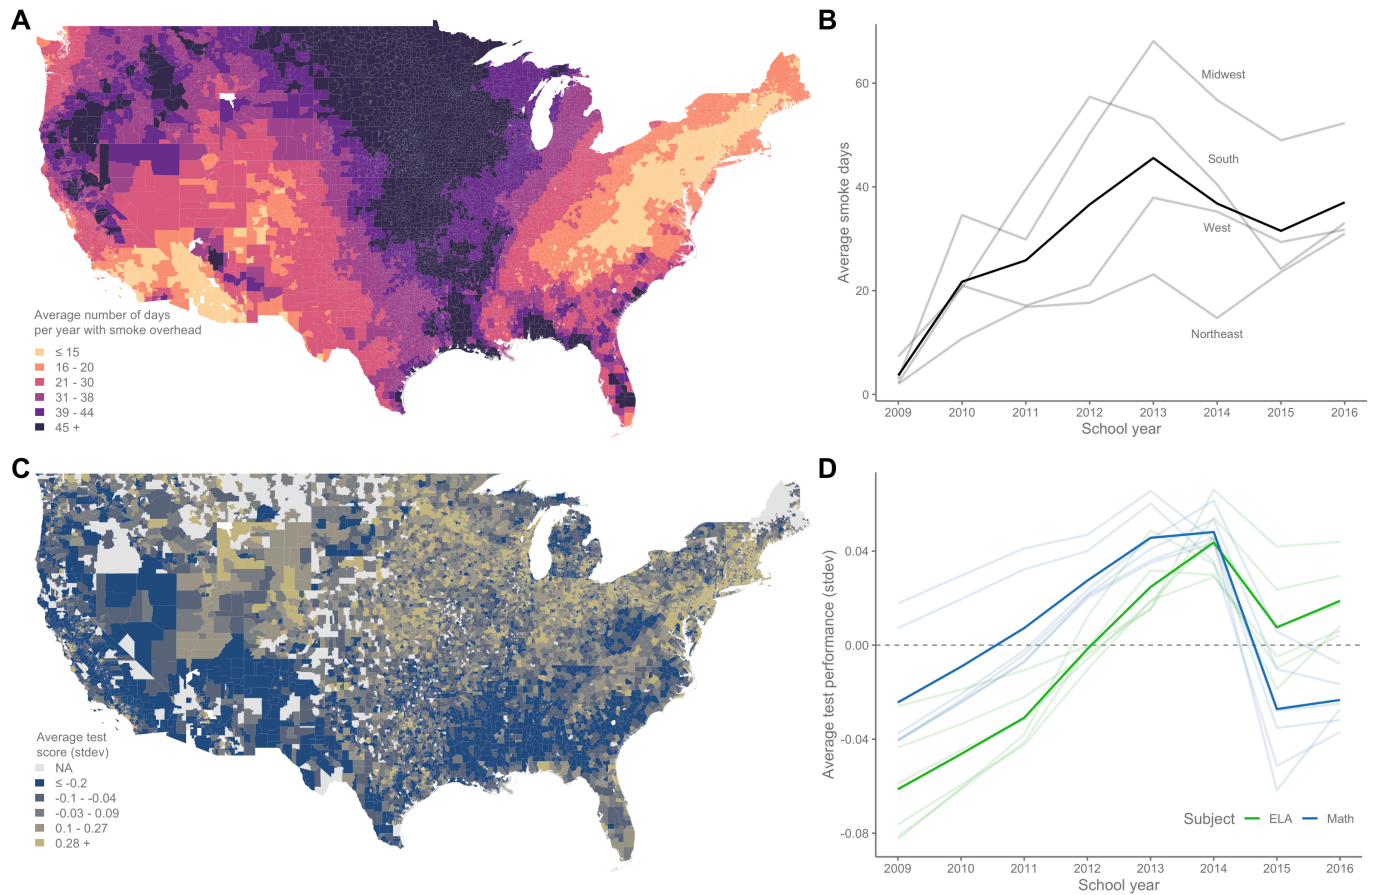 A
Average number of days
per year with smoke overhead
≤ 15
16 - 20
21 - 30
31 - 38
39 - 44
45 +
B
Average smoke days
60
40
20
0
Midwest
South
West
Northeast
2009 2010 2011 2012 2013 2014 2015 2016
School year
C
Average test
score (stdev)
NA
≤ -0.2
-0.1 - -0.04
-0.03 - 0.09
0.1 - 0.27
0.28 +
D
Average test performance (stdev)
0.04
0.00
-0.04
-0.08
Subject ELA Math
2009 2010 2011 2012 2013 2014 2015 2016
School year